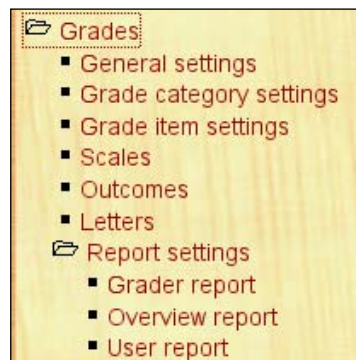 Grades
General settings
Grade category settings
Grade item settings
Scales
Outcomes
Letters
Report settings
Grader report
Overview report
User report